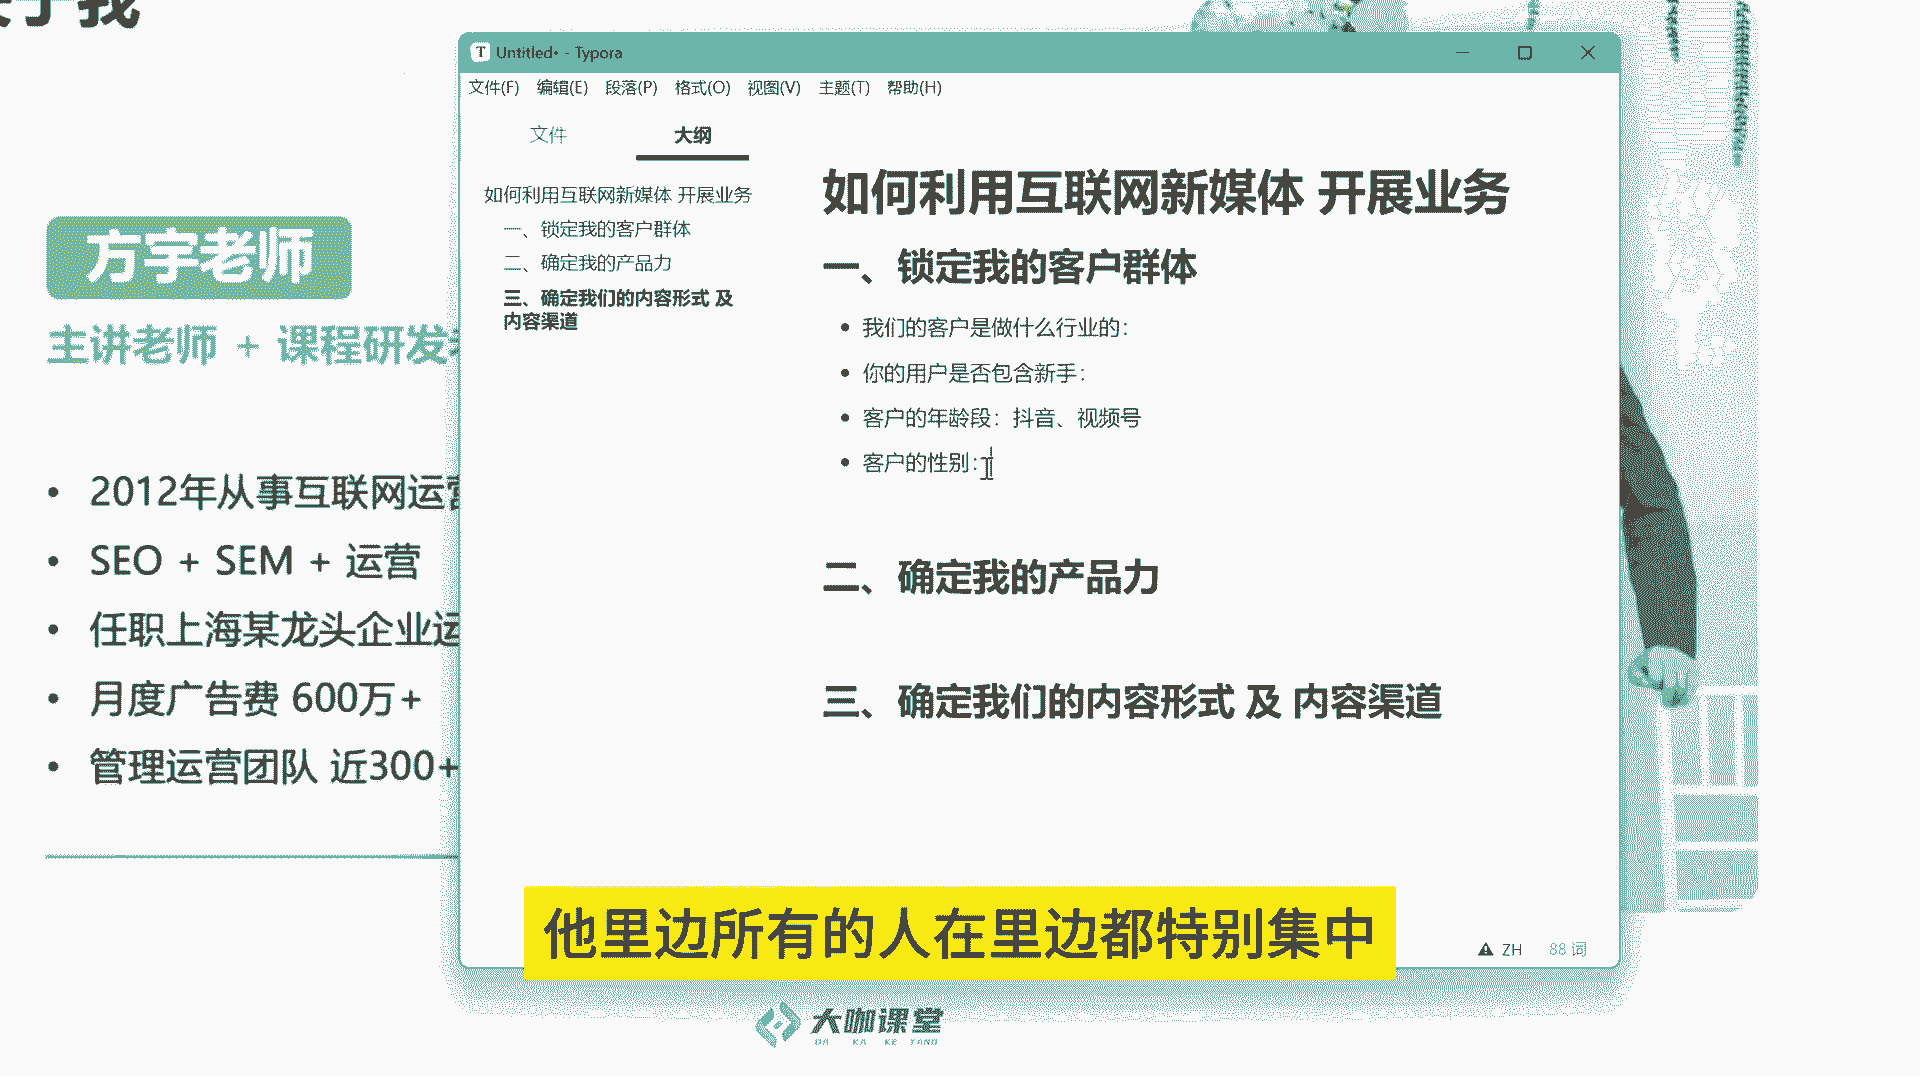 于我
方宇老师
主讲老师 + 课程研发
2012年从事互联网运营
SEO + SEM + 运营
任职上海某龙头企业运
月度广告费 600万+
管理运营团队 近300+
Untitled• - Typora
文件(F) 编辑(E) 段落(P) 格式(O) 视图(V) 主题(T) 帮助(H)
文件 大纲
如何利用互联网新媒体 开展业务
一、锁定我的客户群体
二、确定我的产品力
三、确定我们的内容形式 及
内容渠道
如何利用互联网新媒体 开展业务
一、锁定我的客户群体
我们的客户是做什么行业的：
你的用户是否包含新手：
客户的年龄段：抖音、视频号
客户的性别：
二、确定我的产品力
三、确定我们的内容形式 及 内容渠道
他里边所有的人在里边都特别集中
ZH 88 词
大咖课堂
DA KA KE TANG